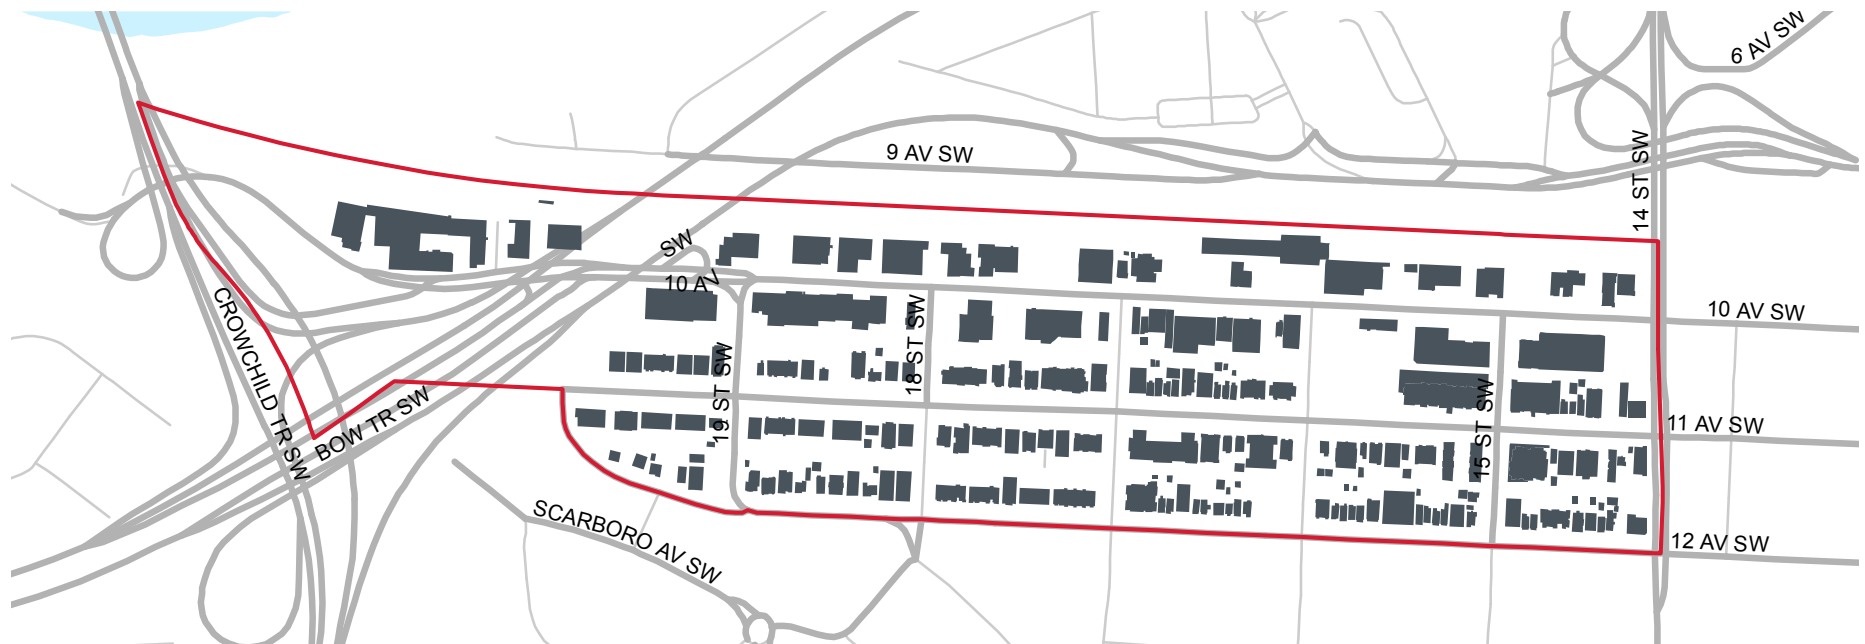 6 AV SW
9 AV SW
14 ST SW
SW
10 AV
10 AV SW
18 ST SW
CROWCHILD TR SW
19 ST SW
BOW TR SW
15 ST SW
11 AV SW
SCARBORO AV SW
12 AV SW